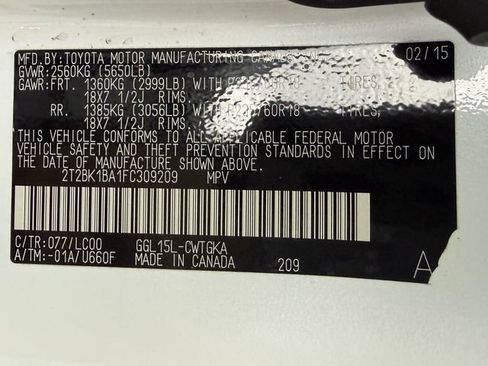 MFD.BY:TOYOTA MOTOR MANUFACTURING 02/15
GVWR:2560KG (5650LB)
GAWR:FRT. 1360KG (2999LB) WITH TIRES,
18X7 1/2J RIMS.
RR. 1385KG (3056LB) WITH /60R18 TIRES,
18X7 1/2J RIMS.
THIS VEHICLE CONFORMS TO ALL APPLICABLE FEDERAL MOTOR
VEHICLE SAFETY AND THEFT PREVENTION STANDARDS IN EFFECT ON
THE DATE OF MANUFACTURE SHOWN ABOVE.
2T2BK1BA1FC309209 MPV
C/TR:077/LC00 GGL15L-CWTGKA
A/TM:-01A/U660F MADE IN CANADA 209 A